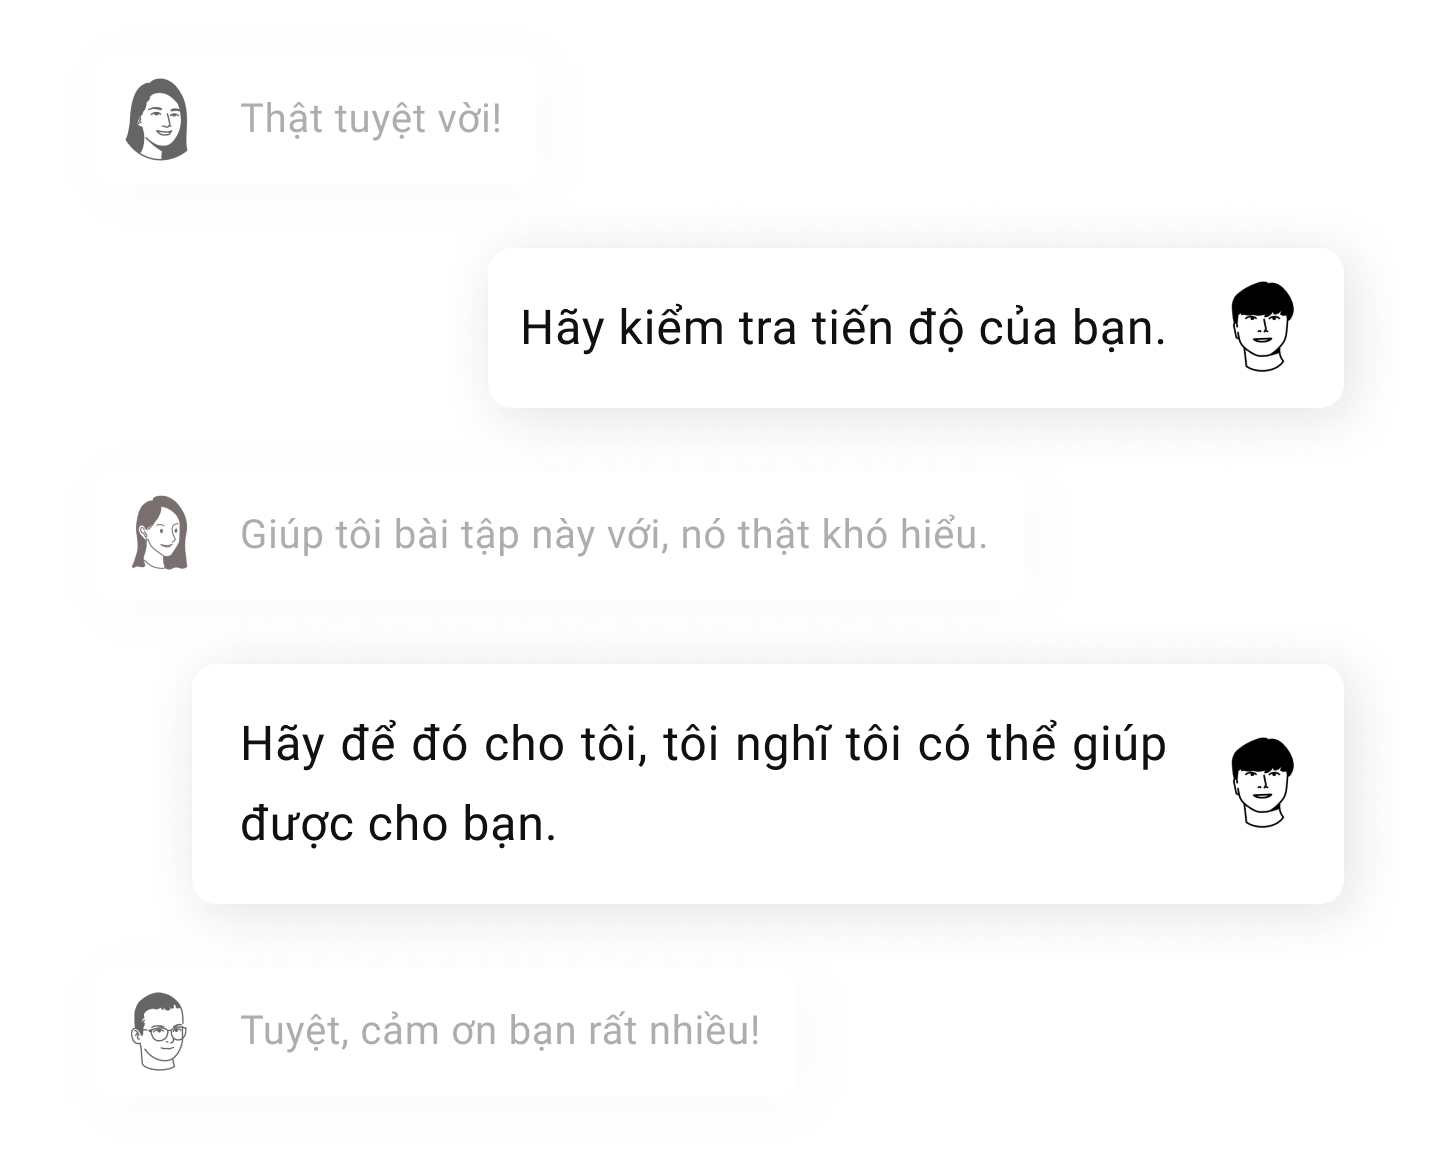 Thật tuyệt vời!
Hãy kiểm tra tiến độ của bạn.
Giúp tôi bài tập này với, nó thật khó hiểu.
Hãy để đó cho tôi, tôi nghĩ tôi có thể giúp
được cho bạn.
Tuyệt, cảm ơn bạn rất nhiều!